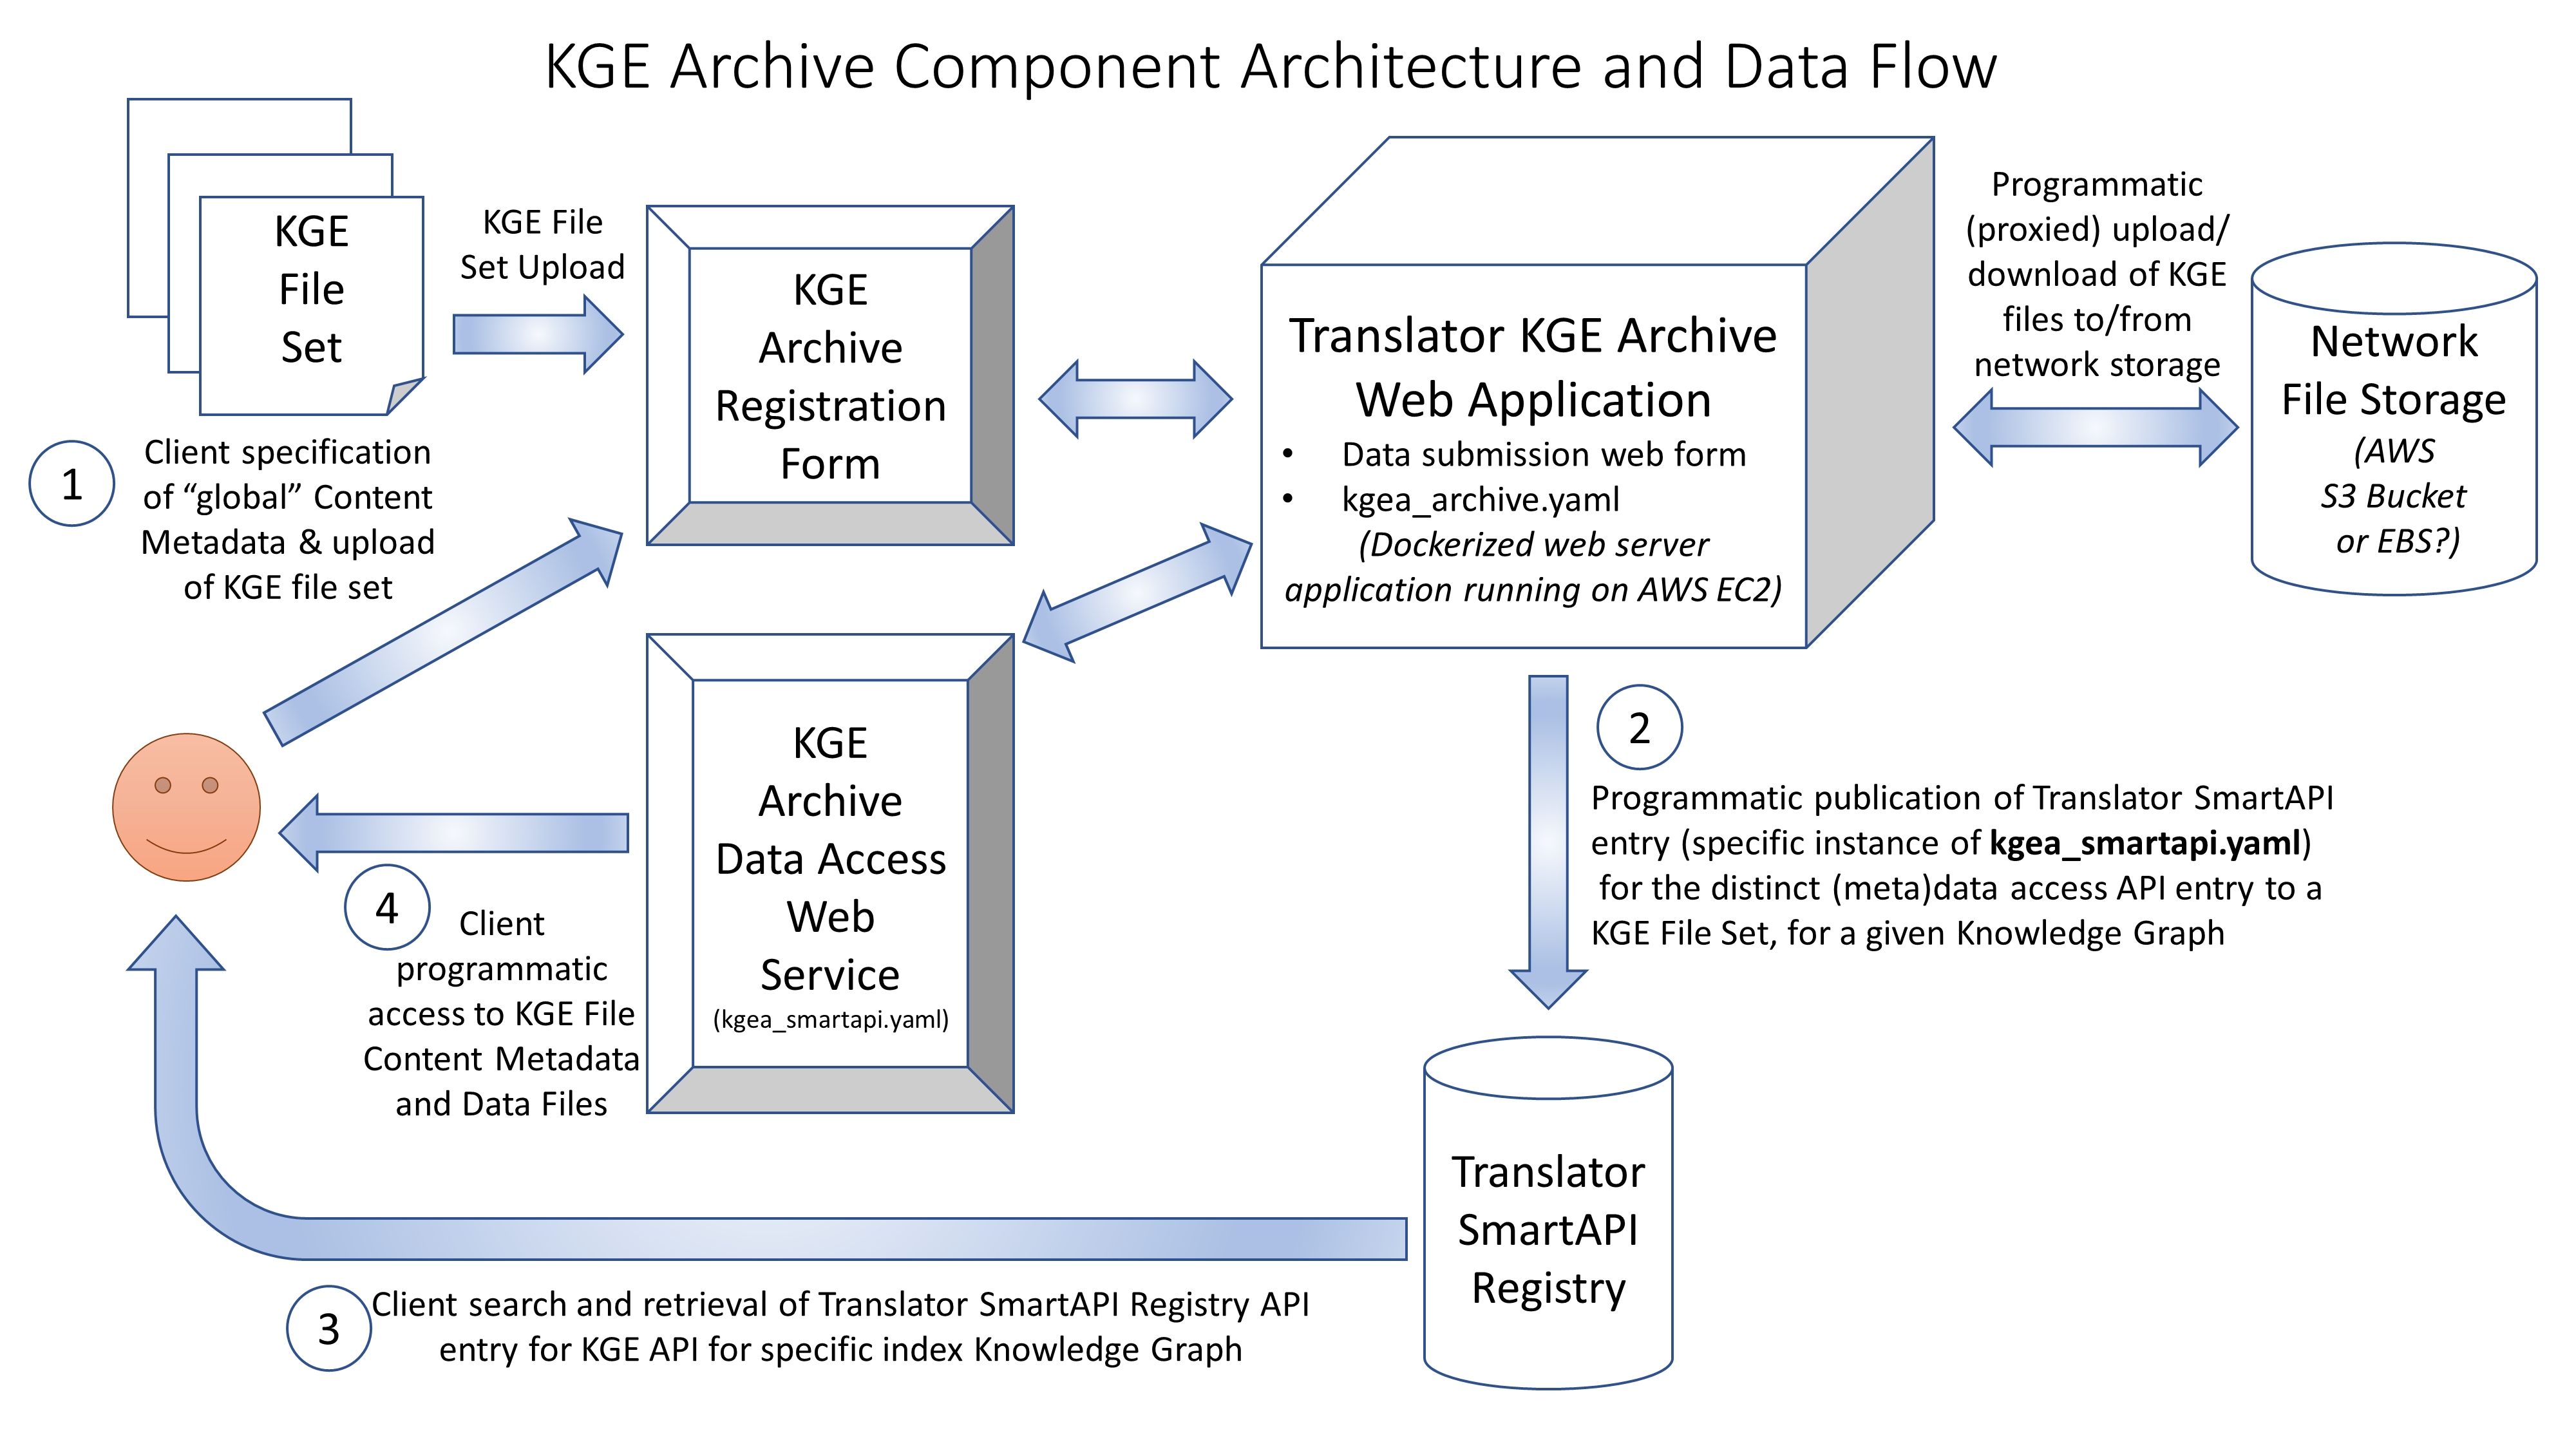 KGE Archive Component Architecture and Data Flow
KGE
File
Set
KGE File
Set Upload
KGE
Archive
Registration
Form
Translator KGE Archive
Web Application
• Data submission web form
• kgea_archive.yaml
(Dockerized web server
application running on AWS EC2)
Programmatic
(proxied) upload/
download of KGE
files to/from
network storage
Network
File Storage
(AWS
S3 Bucket
or EBS?)
1
Client specification
of “global” Content
Metadata & upload
of KGE file set
2
Programmatic publication of Translator SmartAPI
entry (specific instance of kgea_smartapi.yaml)
for the distinct (meta)data access API entry to a
KGE File Set, for a given Knowledge Graph
KGE
Archive
Data Access
Web
Service
(kgea_smartapi.yaml)
4
Client
programmatic
access to KGE File
Content Metadata
and Data Files
Translator
SmartAPI
Registry
3
Client search and retrieval of Translator SmartAPI Registry API
entry for KGE API for specific index Knowledge Graph